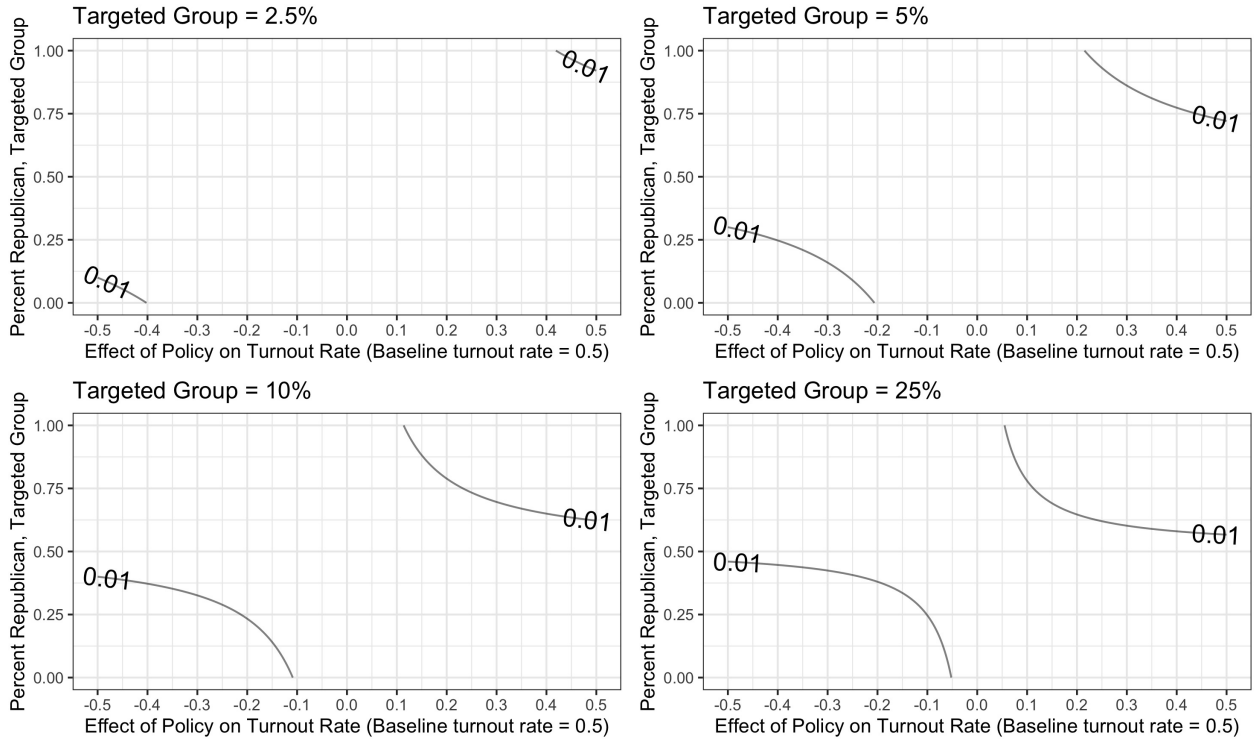 Targeted Group = 2.5%
Percent Republican, Targeted Group
1.00
0.75
0.50
0.25
0.00
0.01
0.01
-0.5 -0.4 -0.3 -0.2 -0.1 0.0 0.1 0.2 0.3 0.4 0.5
Effect of Policy on Turnout Rate (Baseline turnout rate = 0.5)
Targeted Group = 5%
Percent Republican, Targeted Group
1.00
0.75
0.50
0.25
0.00
0.01
0.01
-0.5 -0.4 -0.3 -0.2 -0.1 0.0 0.1 0.2 0.3 0.4 0.5
Effect of Policy on Turnout Rate (Baseline turnout rate = 0.5)
Targeted Group = 10%
Percent Republican, Targeted Group
1.00
0.75
0.50
0.25
0.00
0.01
0.01
-0.5 -0.4 -0.3 -0.2 -0.1 0.0 0.1 0.2 0.3 0.4 0.5
Effect of Policy on Turnout Rate (Baseline turnout rate = 0.5)
Targeted Group = 25%
Percent Republican, Targeted Group
1.00
0.75
0.50
0.25
0.00
0.01
0.01
-0.5 -0.4 -0.3 -0.2 -0.1 0.0 0.1 0.2 0.3 0.4 0.5
Effect of Policy on Turnout Rate (Baseline turnout rate = 0.5)